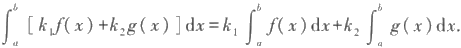 ∫_a^b [k₁f(x)+k₂g(x)]dx=k₁ ∫_a^b f(x)dx+k₂ ∫_a^b g(x)dx.